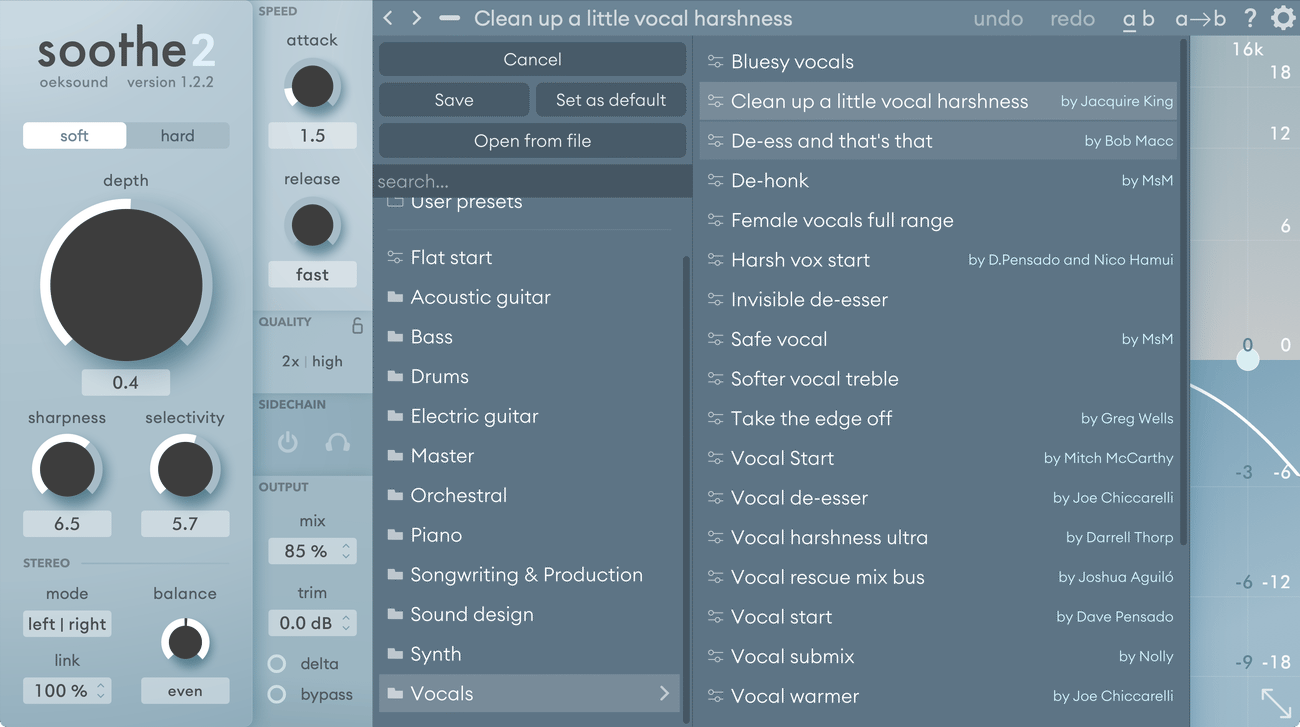 soothe2
oeksound version 1.2.2
soft hard
depth
0.4
sharpness selectivity
6.5 5.7
STEREO
mode balance
left | right
link
100 % even
SPEED
attack
1.5
release
fast
QUALITY
2x | high
SIDECHAIN
OUTPUT
mix
85 %
trim
0.0 dB
delta
bypass
Clean up a little vocal harshness undo redo a b a→b ?
Cancel
Save Set as default
Open from file
search...
User presets
Flat start
Acoustic guitar
Bass
Drums
Electric guitar
Master
Orchestral
Piano
Songwriting & Production
Sound design
Synth
Vocals
Bluesy vocals
Clean up a little vocal harshness by Jacquire King
De-ess and that's that by Bob Macc
De-honk by MsM
Female vocals full range
Harsh vox start by D.Pensado and Nico Hamui
Invisible de-esser
Safe vocal by MsM
Softer vocal treble
Take the edge off by Greg Wells
Vocal Start by Mitch McCarthy
Vocal de-esser by Joe Chiccarelli
Vocal harshness ultra by Darrell Thorp
Vocal rescue mix bus by Joshua Aguiló
Vocal start by Dave Pensado
Vocal submix by Nolly
Vocal warmer by Joe Chiccarelli
16k
18
12
6
0 0
-3 -6
-6 -12
-9 -18